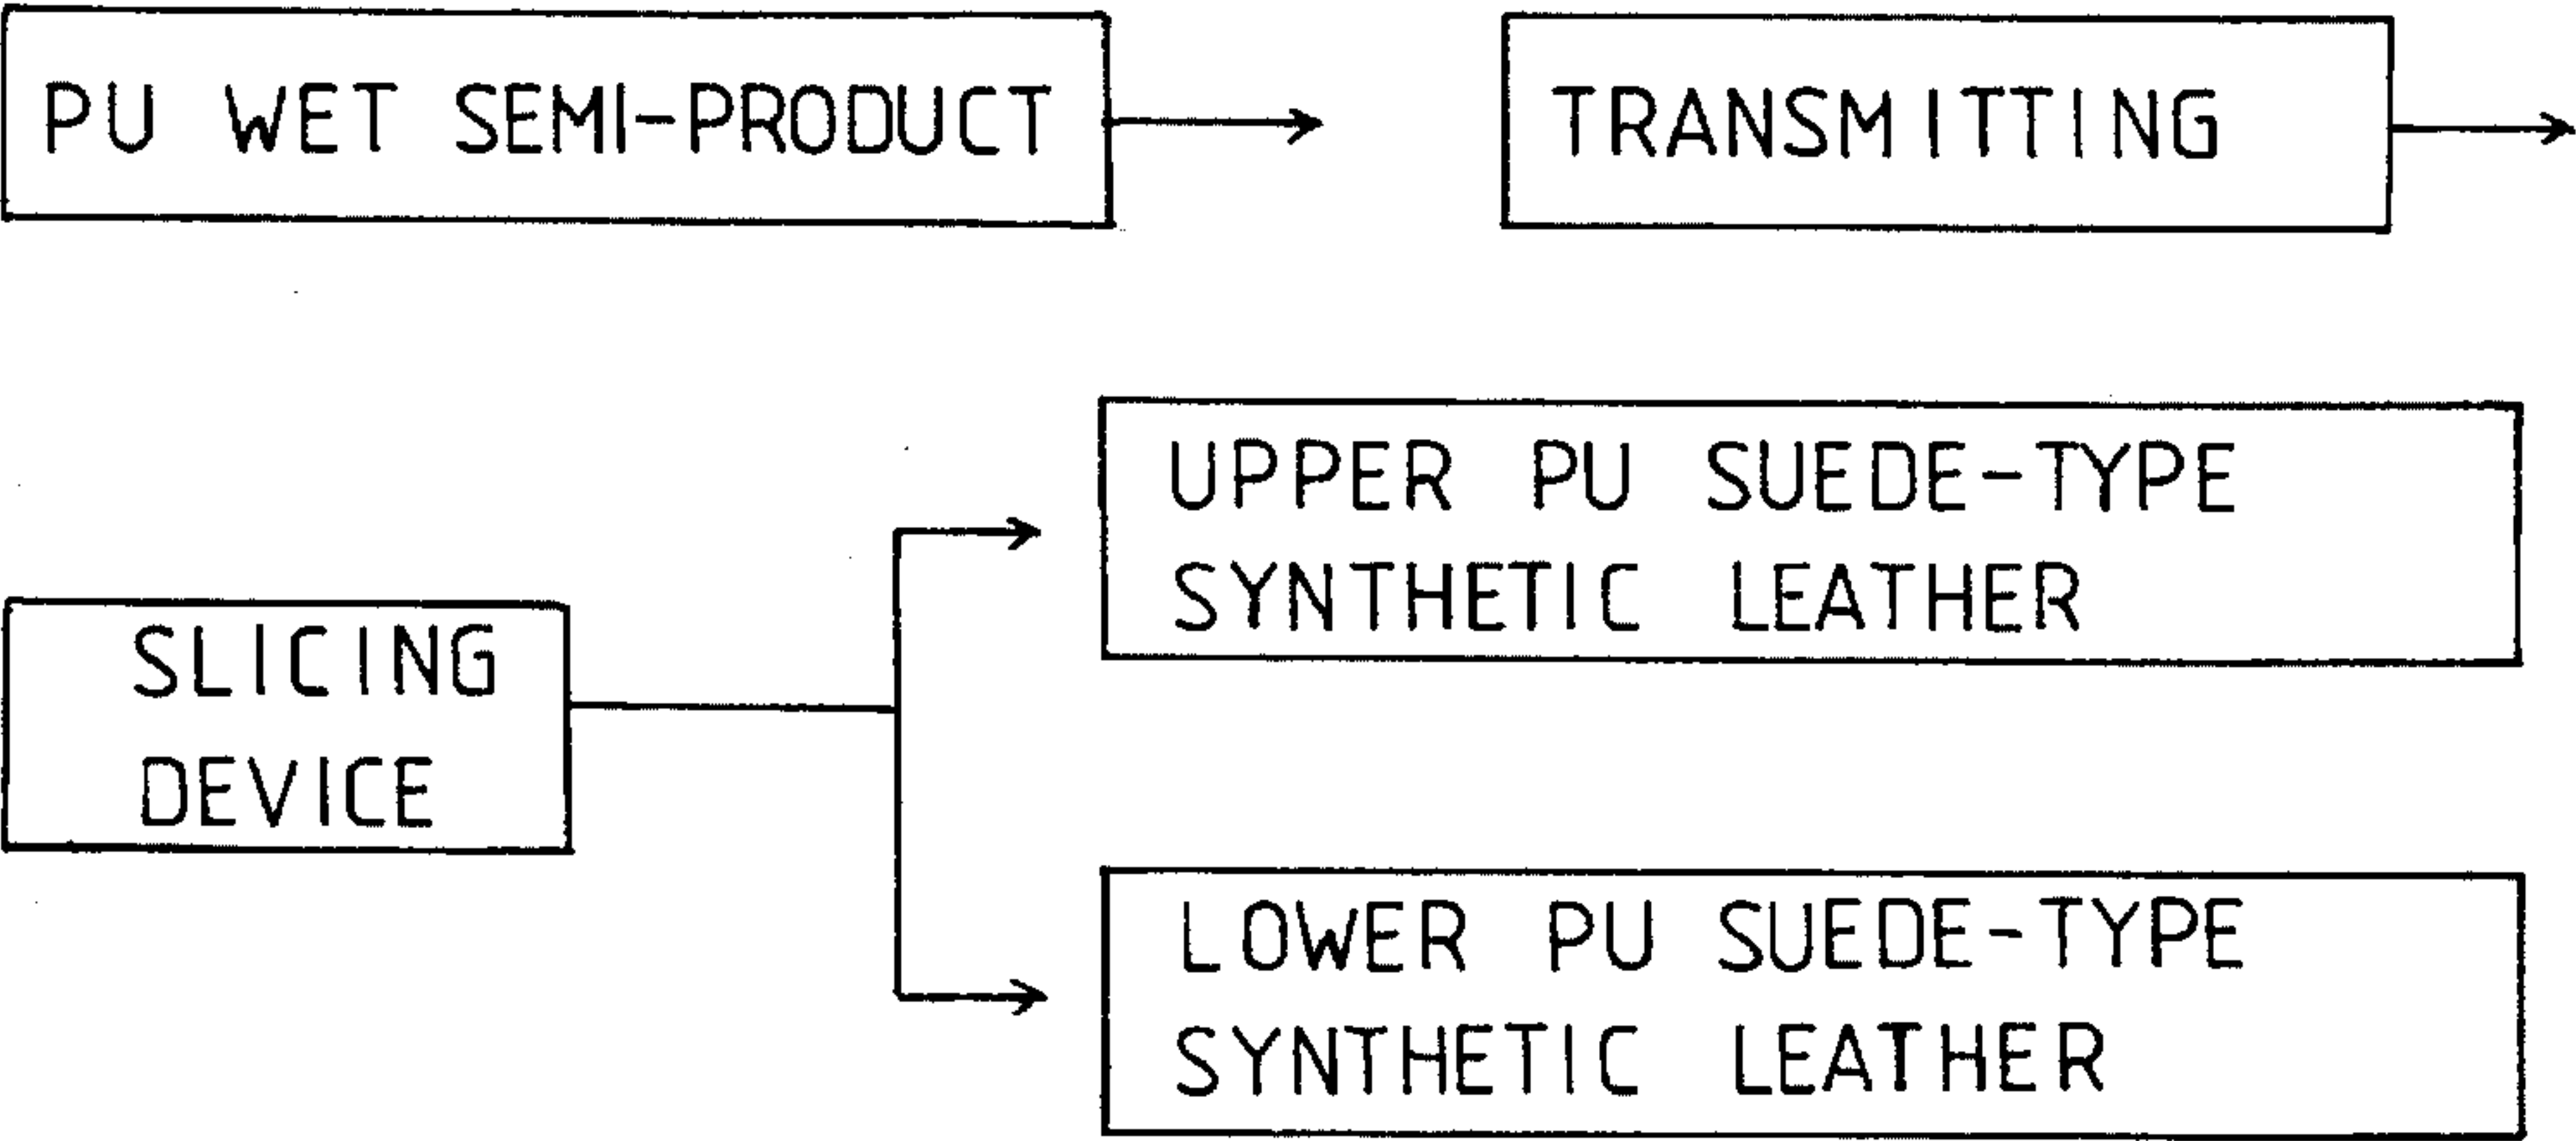 PU WET SEMI-PRODUCT
TRANSMITTING
SLICING
DEVICE
UPPER PU SUEDE-TYPE
SYNTHETIC LEATHER
LOWER PU SUEDE-TYPE
SYNTHETIC LEATHER